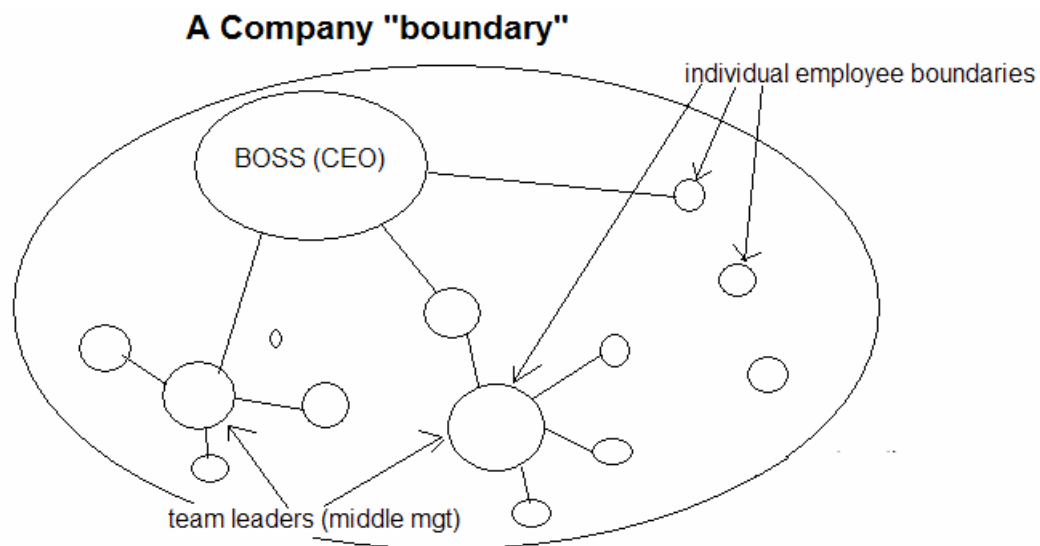 A Company "boundary"
individual employee boundaries
BOSS (CEO)
team leaders (middle mgt)